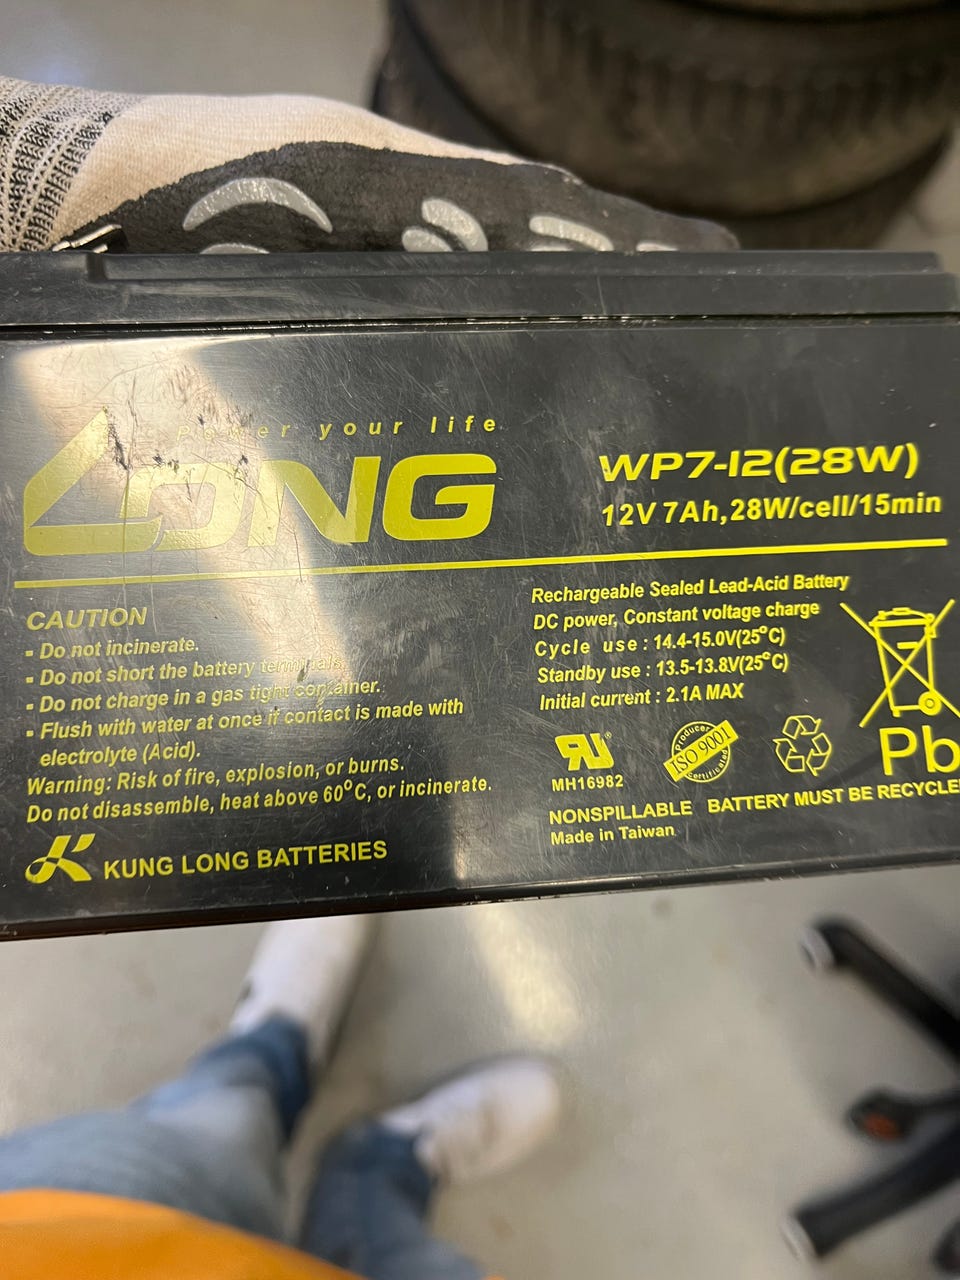 Power your life
LONG
WP7-12(28W)
12V 7Ah,28W/cell/15min
CAUTION
▪ Do not incinerate.
▪ Do not short the battery terminals.
▪ Do not charge in a gas tight container.
▪ Flush with water at once if contact is made with
electrolyte (Acid).
Warning: Risk of fire, explosion, or burns.
Do not disassemble, heat above 60°C, or incinerate.
KUNG LONG BATTERIES
Rechargeable Sealed Lead-Acid Battery
DC power, Constant voltage charge
Cycle use : 14.4-15.0V(25°C)
Standby use : 13.5-13.8V(25°C)
Initial current : 2.1A MAX
RU®
MH16982
Producer
ISO 9001
Certificated
Pb
NONSPILLABLE BATTERY MUST BE RECYCLE
Made in Taiwan